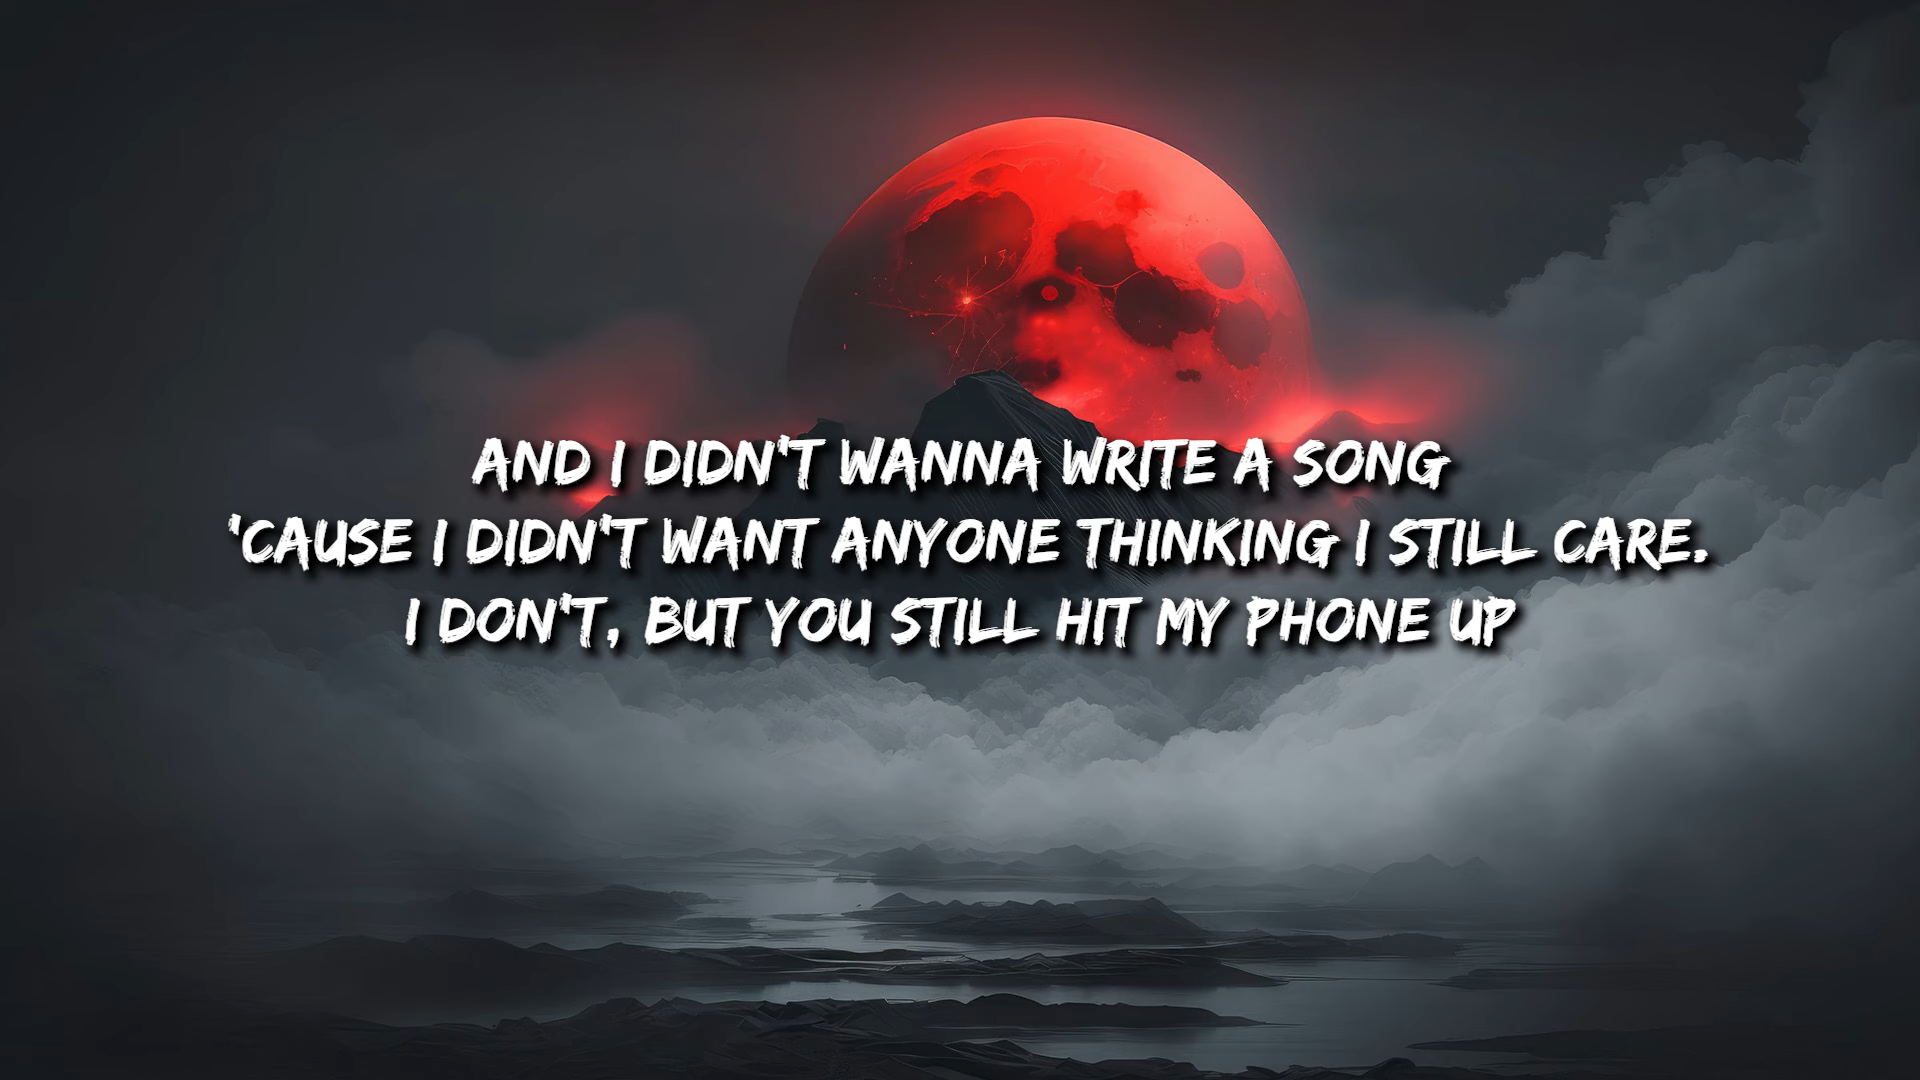 AND I DIDN'T WANNA WRITE A SONG
'CAUSE I DIDN'T WANT ANYONE THINKING I STILL CARE.
I DON'T, BUT YOU STILL HIT MY PHONE UP